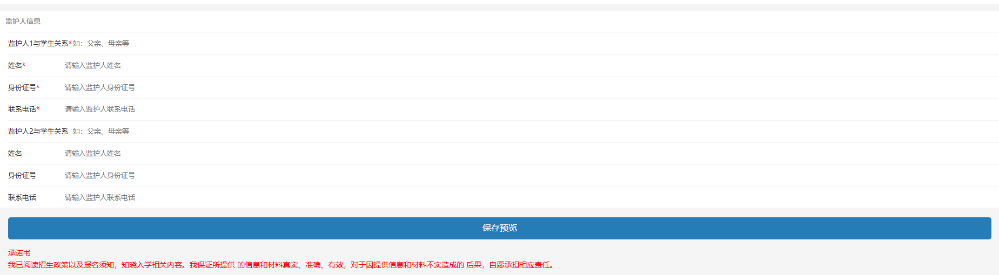 监护人信息
监护人1与学生关系* 如：父亲、母亲等
姓名* 请输入监护人姓名
身份证号* 请输入监护人身份证号
联系电话* 请输入监护人联系电话
监护人2与学生关系 如：父亲、母亲等
姓名 请输入监护人姓名
身份证号 请输入监护人身份证号
联系电话 请输入监护人联系电话
保存预览
承诺书
我已阅读招生政策以及报名须知，知晓入学相关内容。我保证所提供 的信息和材料真实、准确、有效，对于因提供信息和材料不实造成的 后果，自愿承担相应责任。